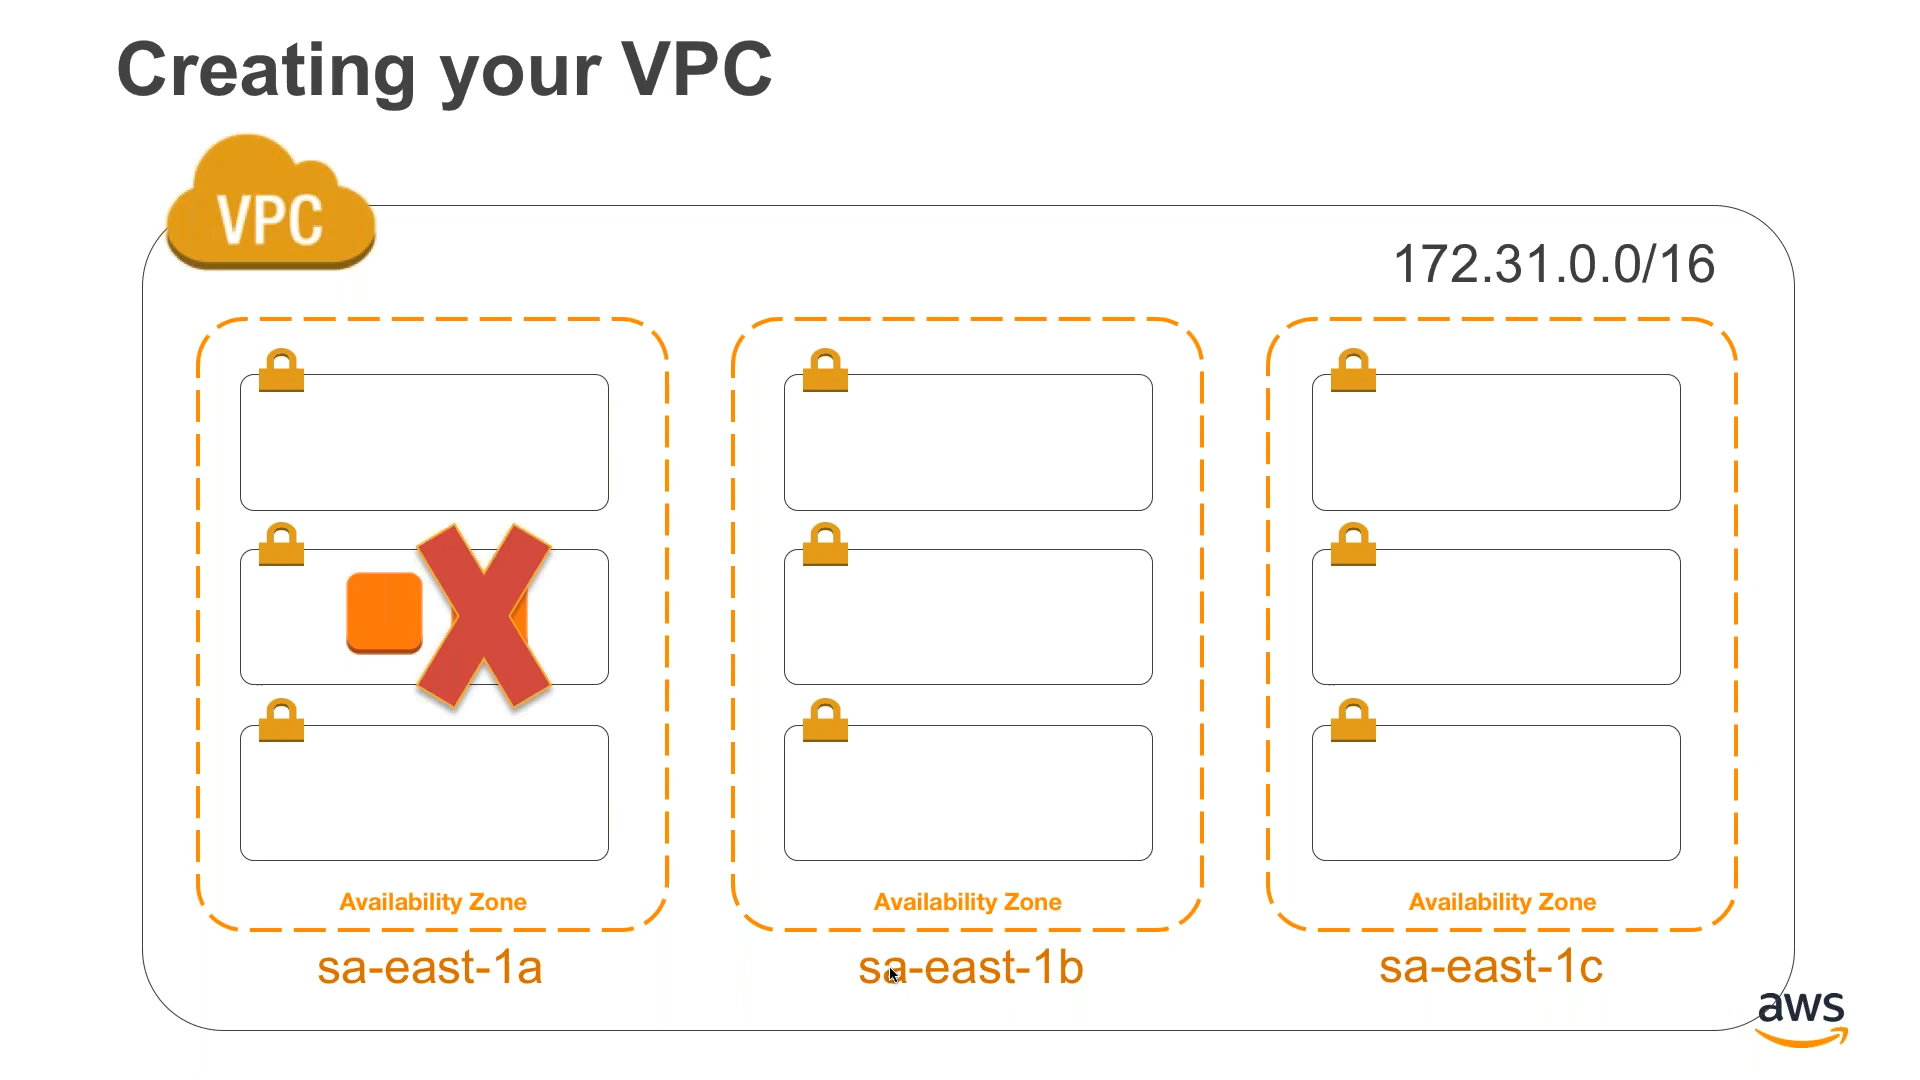 Creating your VPC
VPC
172.31.0.0/16
Availability Zone
Availability Zone
Availability Zone
sa-east-1a
sa-east-1b
sa-east-1c
aws